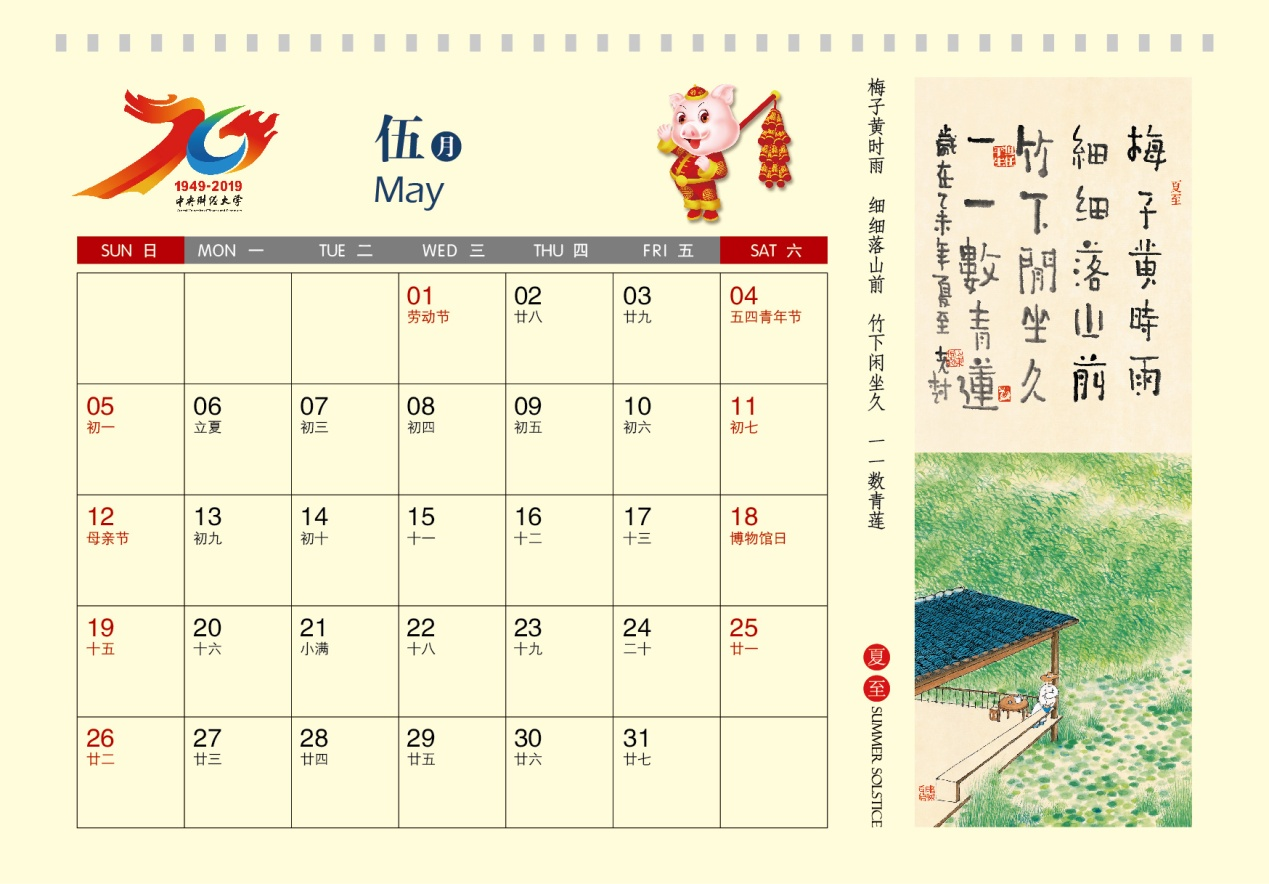 1949-2019
中央财经大学
伍月
May
SUN 日 MON 一 TUE 二 WED 三 THU 四 FRI 五 SAT 六
01 02 03 04
劳动节 廿八 廿九 五四青年节
05 06 07 08 09 10 11
初一 立夏 初三 初四 初五 初六 初七
12 13 14 15 16 17 18
母亲节 初九 初十 十一 十二 十三 博物馆日
19 20 21 22 23 24 25
十五 十六 小满 十八 十九 二十 廿一
26 27 28 29 30 31
廿二 廿三 廿四 廿五 廿六 廿七
梅子黄时雨 细细落山前 竹下闲坐久 一一数青莲
夏至 SUMMER SOLSTICE
夏至
梅子黄時雨
細細落山前
竹下閒坐久
一一數青蓮
歲在乙未年夏至